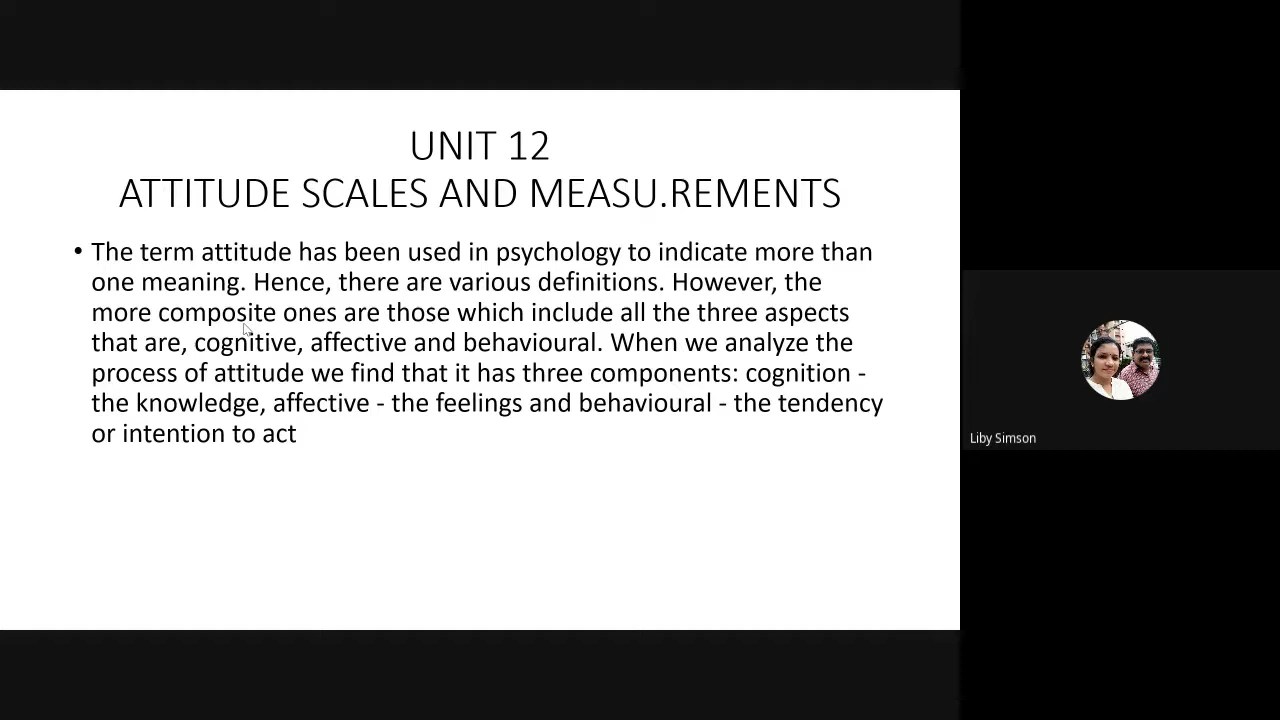 UNIT 12
ATTITUDE SCALES AND MEASU.REMENTS
• The term attitude has been used in psychology to indicate more than
one meaning. Hence, there are various definitions. However, the
more composite ones are those which include all the three aspects
that are, cognitive, affective and behavioural. When we analyze the
process of attitude we find that it has three components: cognition -
the knowledge, affective - the feelings and behavioural - the tendency
or intention to act
Liby Simson